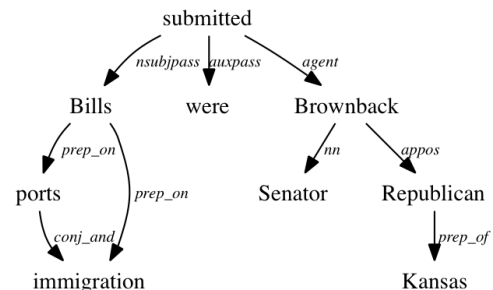 submitted
nsubjpass auxpass agent
Bills were Brownback
prep_on nn appos
ports prep_on Senator Republican
conj_and prep_of
immigration Kansas